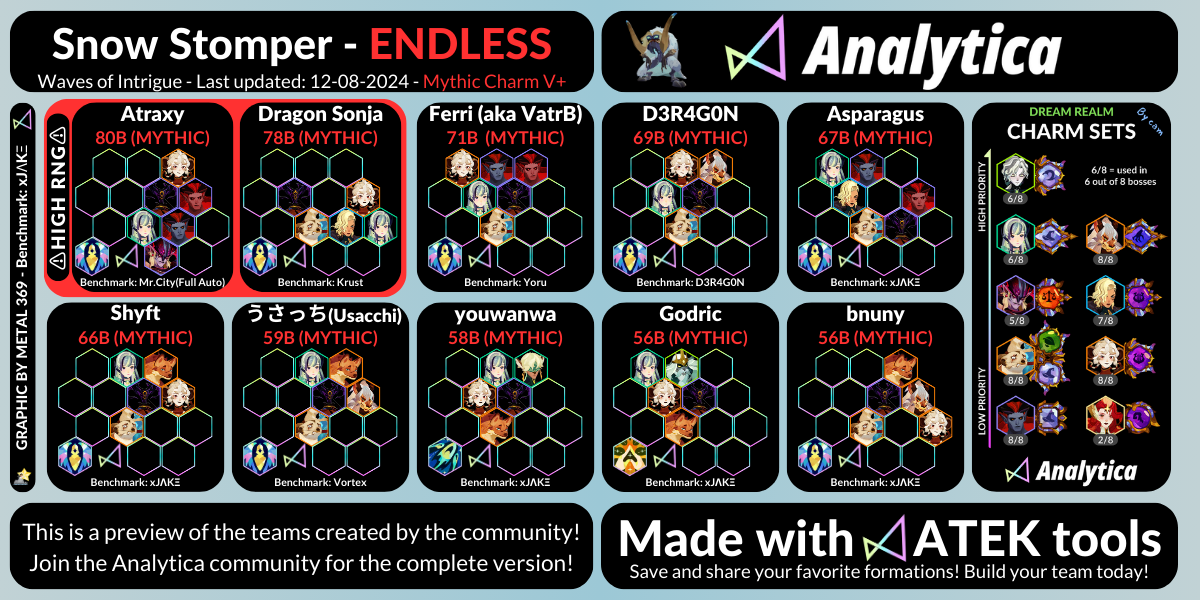 Snow Stomper - ENDLESS
Waves of Intrigue - Last updated: 12-08-2024 - Mythic Charm V+
Analytica
GRAPHIC BY METAL 369 - Benchmark: xJΛKΞ
⚠HIGH RNG⚠
Atraxy
80B (MYTHIC)
Benchmark: Mr.City(Full Auto)
Dragon Sonja
78B (MYTHIC)
Benchmark: Krust
Ferri (aka VatrB)
71B (MYTHIC)
Benchmark: Yoru
D3R4G0N
69B (MYTHIC)
Benchmark: D3R4G0N
Asparagus
67B (MYTHIC)
Benchmark: xJΛKΞ
Shyft
66B (MYTHIC)
Benchmark: xJΛKΞ
うさっち(Usacchi)
59B (MYTHIC)
Benchmark: Vortex
youwanwa
58B (MYTHIC)
Benchmark: xJΛKΞ
Godric
56B (MYTHIC)
Benchmark: xJΛKΞ
bnuny
56B (MYTHIC)
Benchmark: xJΛKΞ
DREAM REALM
By cam
CHARM SETS
HIGH PRIORITY
LOW PRIORITY
6/8 = used in
6 out of 8 bosses
6/8
6/8
8/8
5/8
7/8
8/8
8/8
8/8
2/8
Analytica
This is a preview of the teams created by the community!
Join the Analytica community for the complete version!
Made with ATEK tools
Save and share your favorite formations! Build your team today!